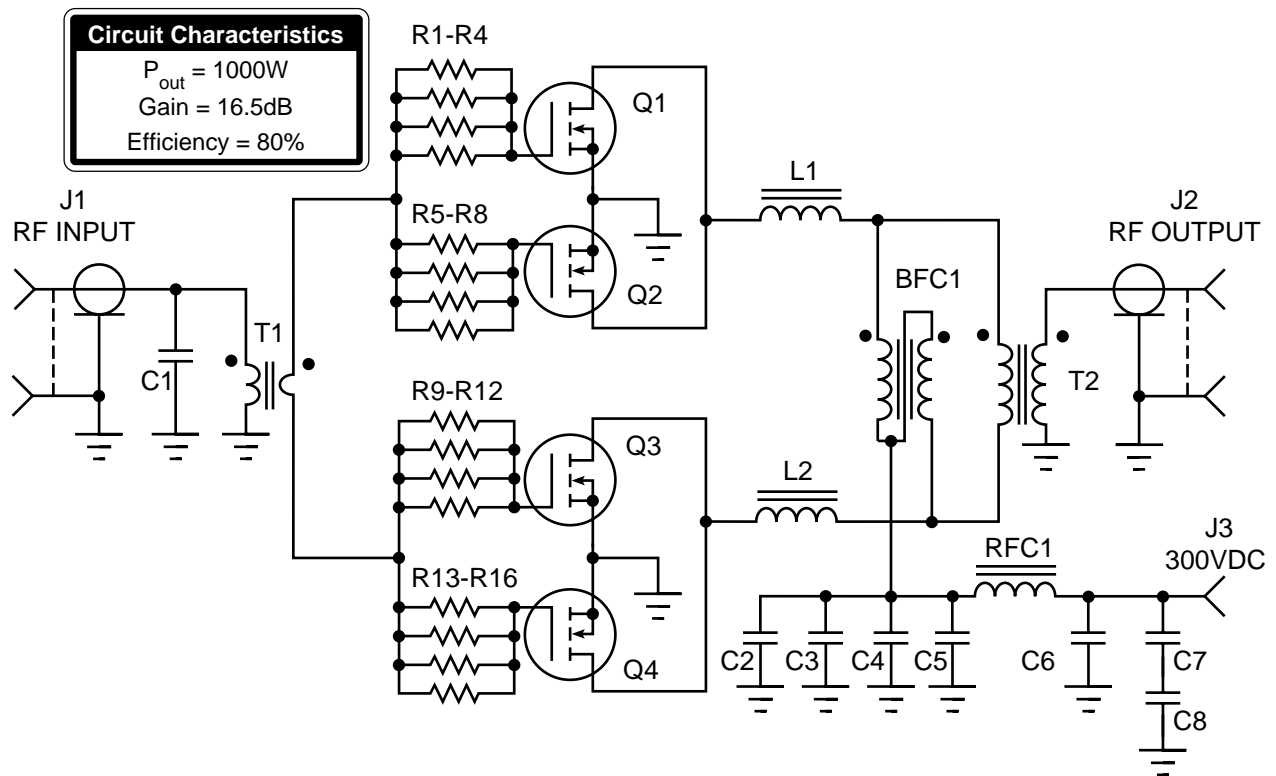 Circuit Characteristics
Pout = 1000W
Gain = 16.5dB
Efficiency = 80%
R1-R4
Q1
J1
RF INPUT
R5-R8
Q2
L1
J2
RF OUTPUT
BFC1
T1
C1
T2
R9-R12
Q3
L2
R13-R16
Q4
RFC1
J3
300VDC
C2
C3
C4
C5
C6
C7
C8